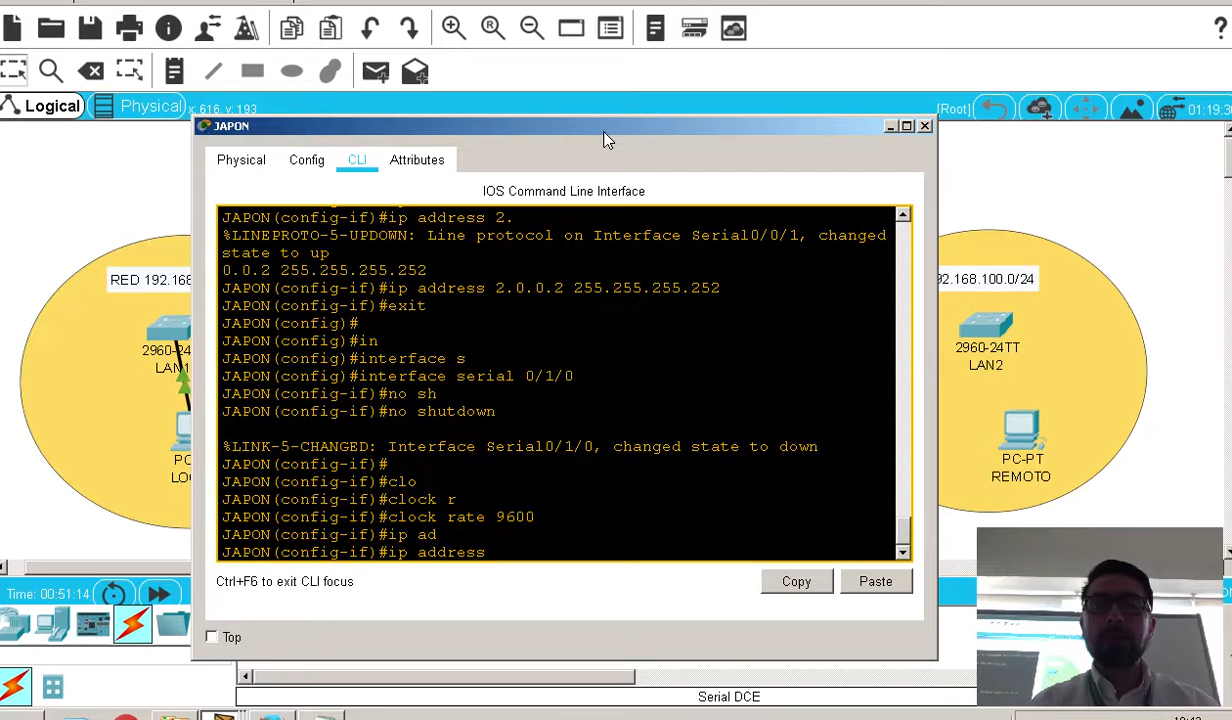 Logical
Physical
x: 616, y: 193
[Root]
01:19:3
JAPON
Physical
Config
CLI
Attributes
IOS Command Line Interface
JAPON(config-if)#ip address 2.
%LINEPROTO-5-UPDOWN: Line protocol on Interface Serial0/0/1, changed
state to up
0.0.2 255.255.255.252
JAPON(config-if)#ip address 2.0.0.2 255.255.255.252
JAPON(config-if)#exit
JAPON(config)#
JAPON(config)#in
JAPON(config)#interface s
JAPON(config)#interface serial 0/1/0
JAPON(config-if)#no sh
JAPON(config-if)#no shutdown
%LINK-5-CHANGED: Interface Serial0/1/0, changed state to down
JAPON(config-if)#
JAPON(config-if)#clo
JAPON(config-if)#clock r
JAPON(config-if)#clock rate 9600
JAPON(config-if)#ip ad
JAPON(config-if)#ip address
Ctrl+F6 to exit CLI focus
Copy
Paste
Top
RED 192.168
2960-24
LAN1
PC
LO
92.168.100.0/24
2960-24TT
LAN2
PC-PT
REMOTO
Time: 00:51:14
Serial DCE